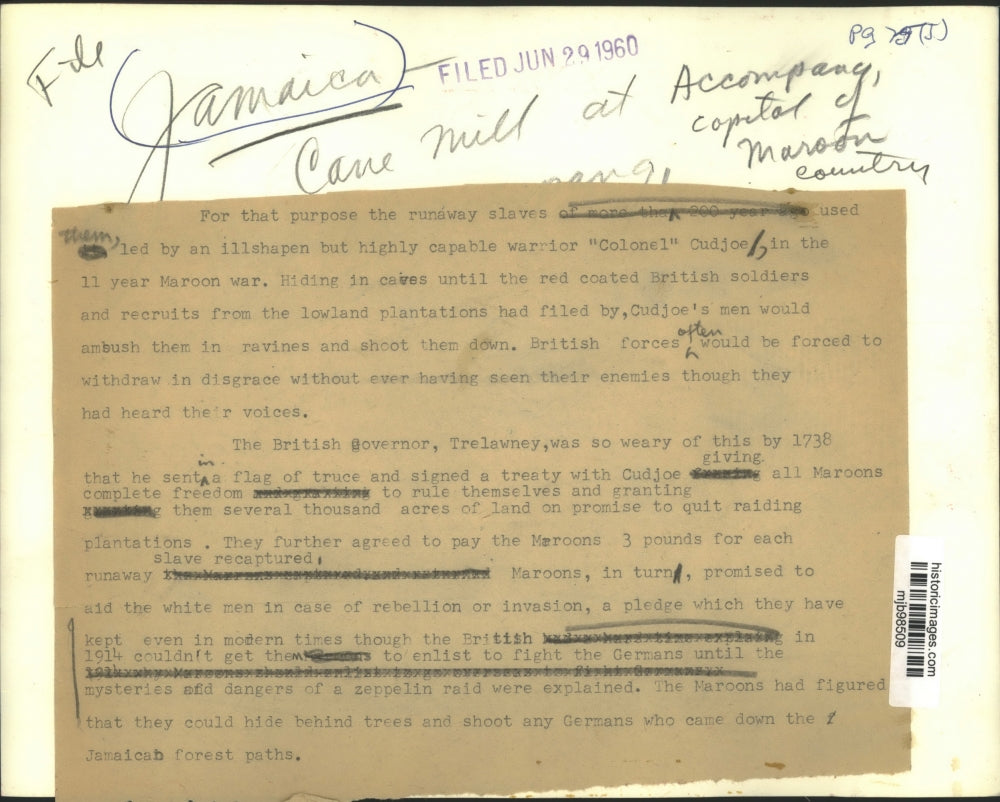 File
(Jamaica)
FILED JUN 29 1960
Pg (5)
Cane mill at Accompang,
capital of
Maroon
country
pang,
For that purpose the runaway slaves of more than 200 year ago used
them, led by an illshapen but highly capable warrior "Colonel" Cudjoe, in the
11 year Maroon war. Hiding in caves until the red coated British soldiers
and recruits from the lowland plantations had filed by, Cudjoe's men would
ambush them in ravines and shoot them down. British forces often would be forced to
withdraw in disgrace without ever having seen their enemies though they
had heard their voices.
The British Governor, Trelawney, was so weary of this by 1738
that he sent in a flag of truce and signed a treaty with Cudjoe giving all Maroons
complete freedom to rule themselves and granting
them several thousand acres of land on promise to quit raiding
plantations . They further agreed to pay the Maroons 3 pounds for each
runaway slave recaptured. Maroons, in turn, promised to
aid the white men in case of rebellion or invasion, a pledge which they have
kept even in modern times though the British in
1914 couldn't get them to enlist to fight the Germans until the
mysteries and dangers of a zeppelin raid were explained. The Maroons had figured
that they could hide behind trees and shoot any Germans who came down the
Jamaican forest paths.
historicimages.com
mjb98509